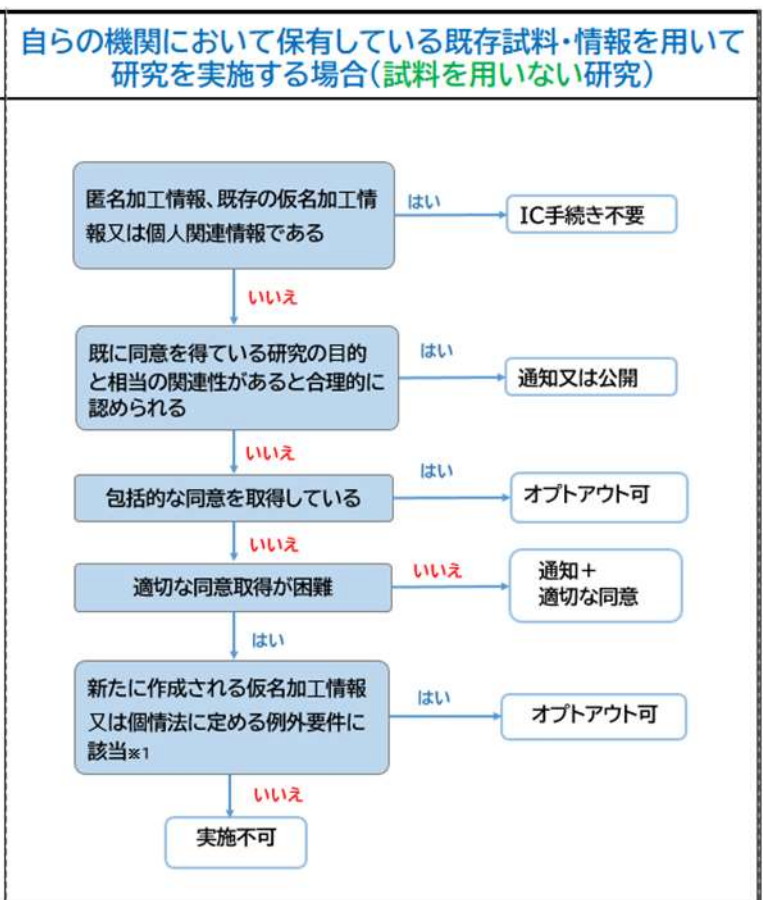 自らの機関において保有している既存試料・情報を用いて
研究を実施する場合(試料を用いない研究)
匿名加工情報、既存の仮名加工情
報又は個人関連情報である
はい
IC手続き不要
いいえ
既に同意を得ている研究の目的
と相当の関連性があると合理的に
認められる
はい
通知又は公開
いいえ
包括的な同意を取得している
はい
オプトアウト可
いいえ
適切な同意取得が困難
いいえ
通知+
適切な同意
はい
新たに作成される仮名加工情報
又は個情法に定める例外要件に
該当※1
はい
オプトアウト可
いいえ
実施不可